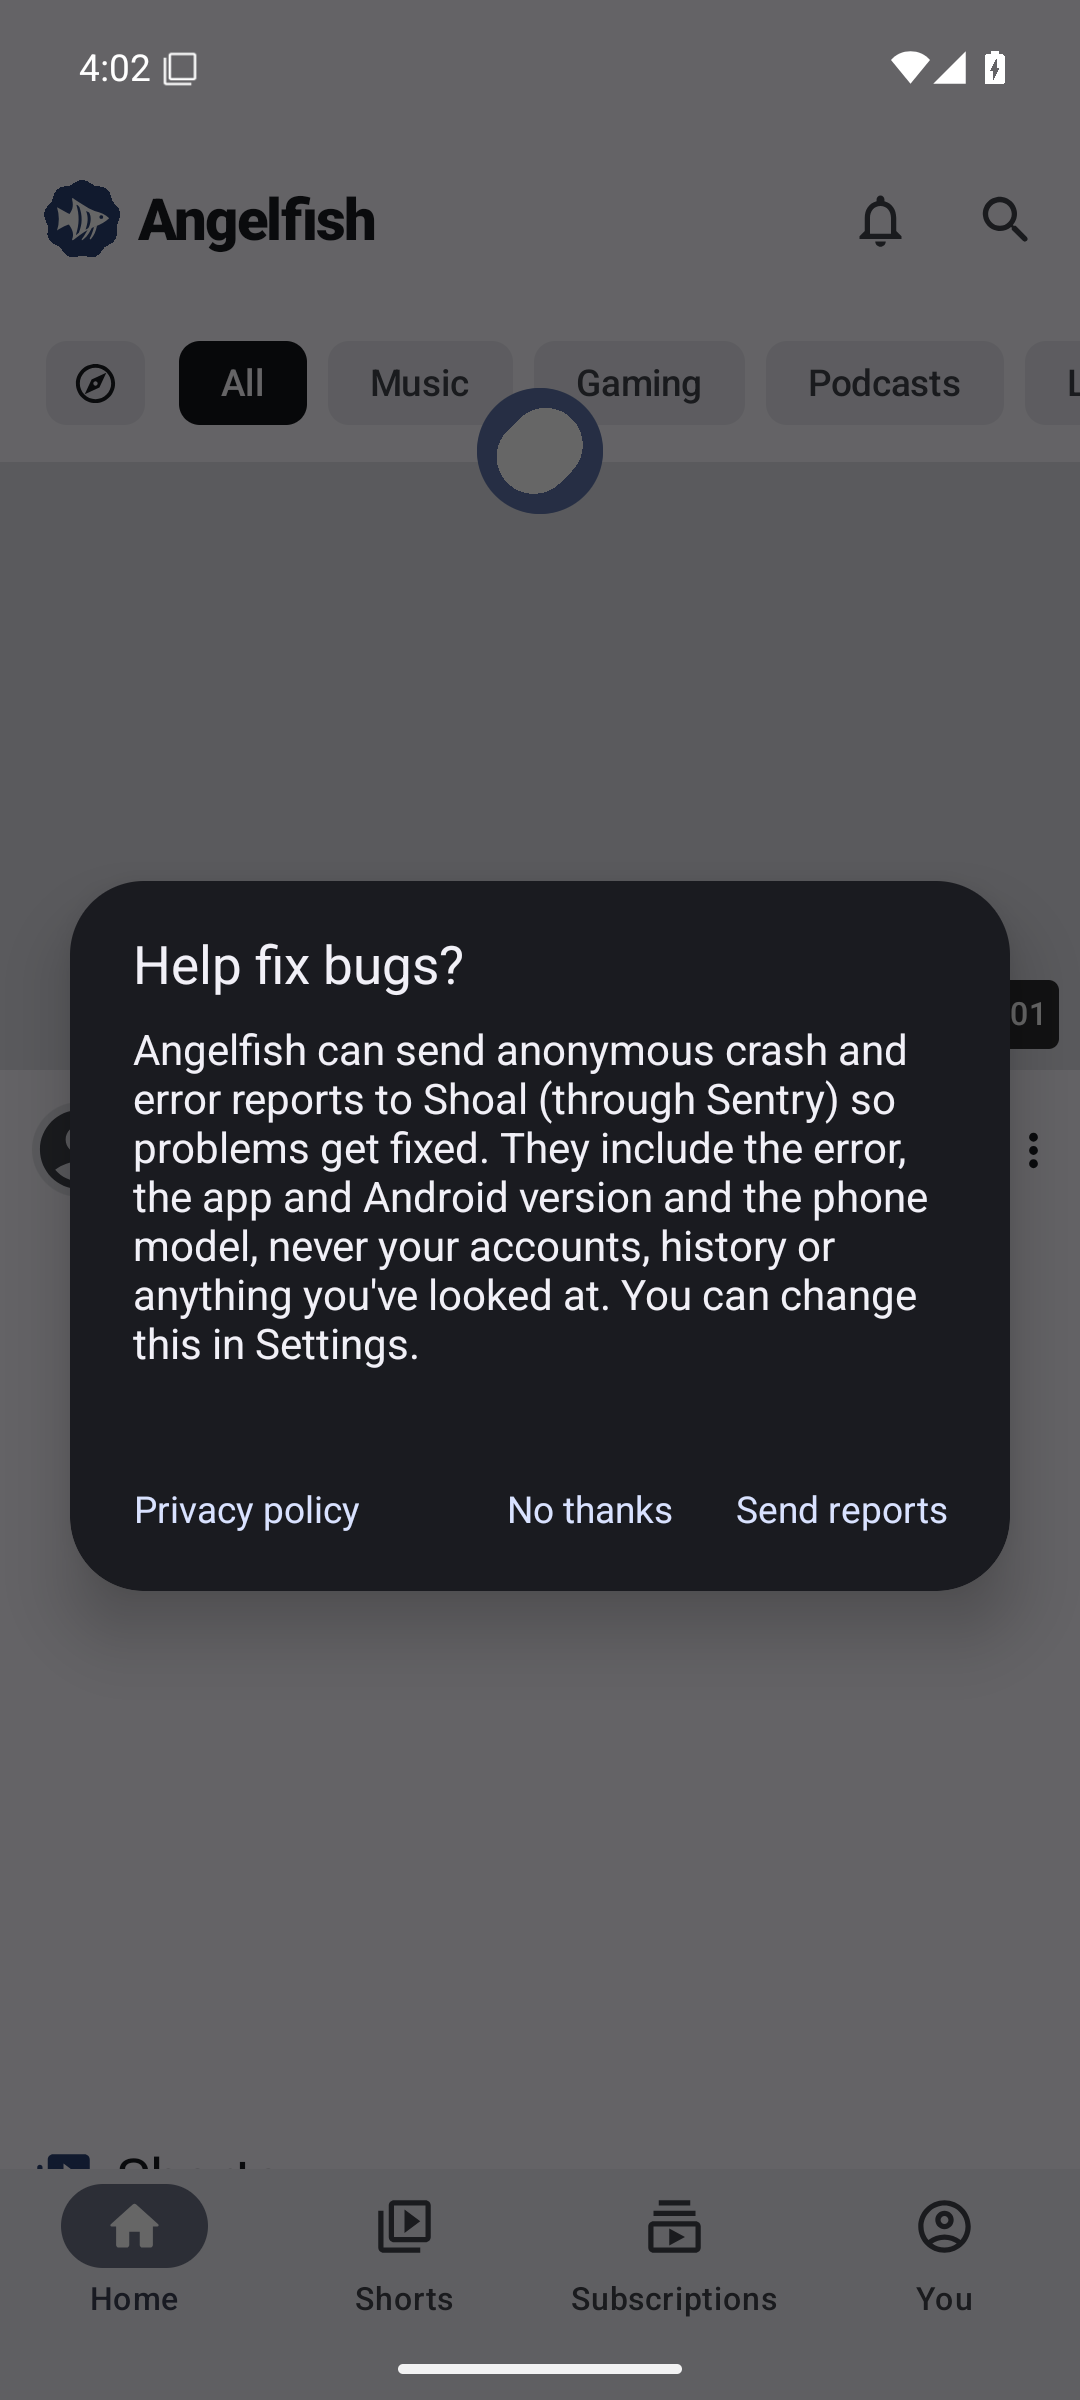 4:02
Angelfish
All
Music
Gaming
Podcasts
L
Help fix bugs?
Angelfish can send anonymous crash and
error reports to Shoal (through Sentry) so
problems get fixed. They include the error,
the app and Android version and the phone
model, never your accounts, history or
anything you've looked at. You can change
this in Settings.
01
Privacy policy
No thanks
Send reports
Shorts
Home
Shorts
Subscriptions
You